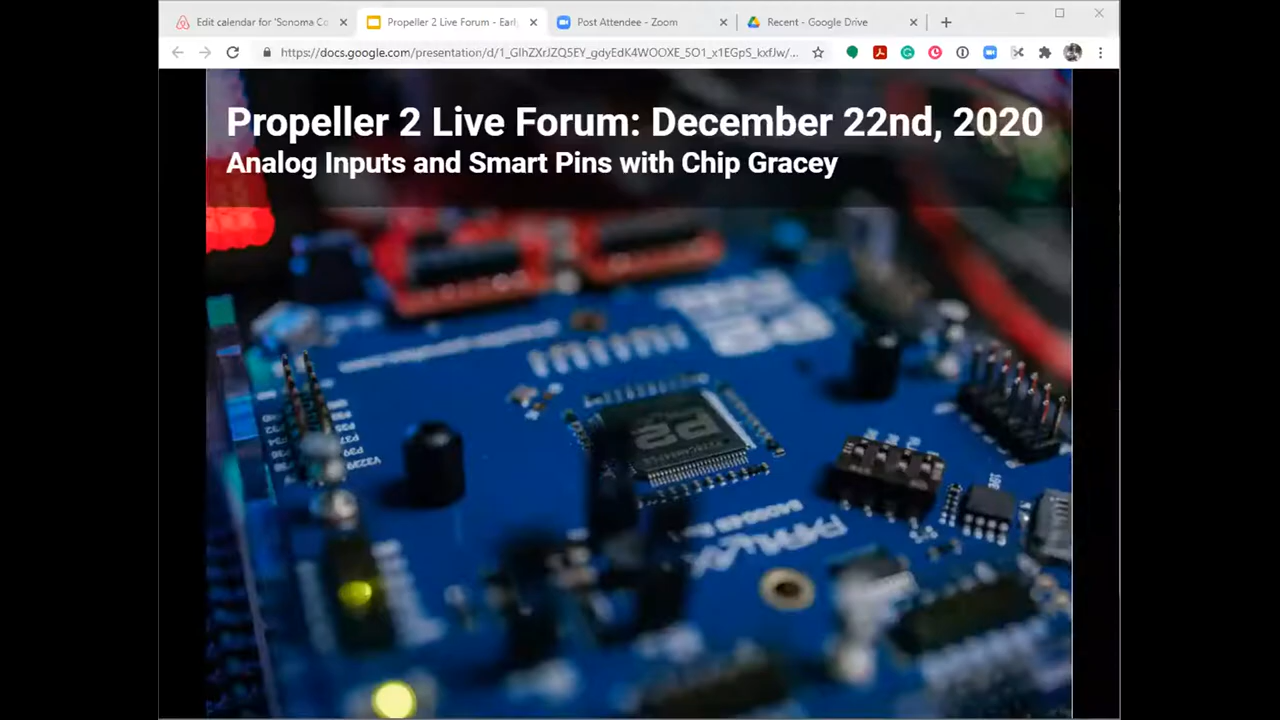 Edit calendar for 'Sonoma Co
Propeller 2 Live Forum - Early
Post Attendee - Zoom
Recent - Google Drive
https://docs.google.com/presentation/d/1_GlhZXrJZQ5EY_gdyEdK4WOOXE_5O1_x1EGpS_kxfJw/...
Propeller 2 Live Forum: December 22nd, 2020
Analog Inputs and Smart Pins with Chip Gracey
P2
PARALLAX